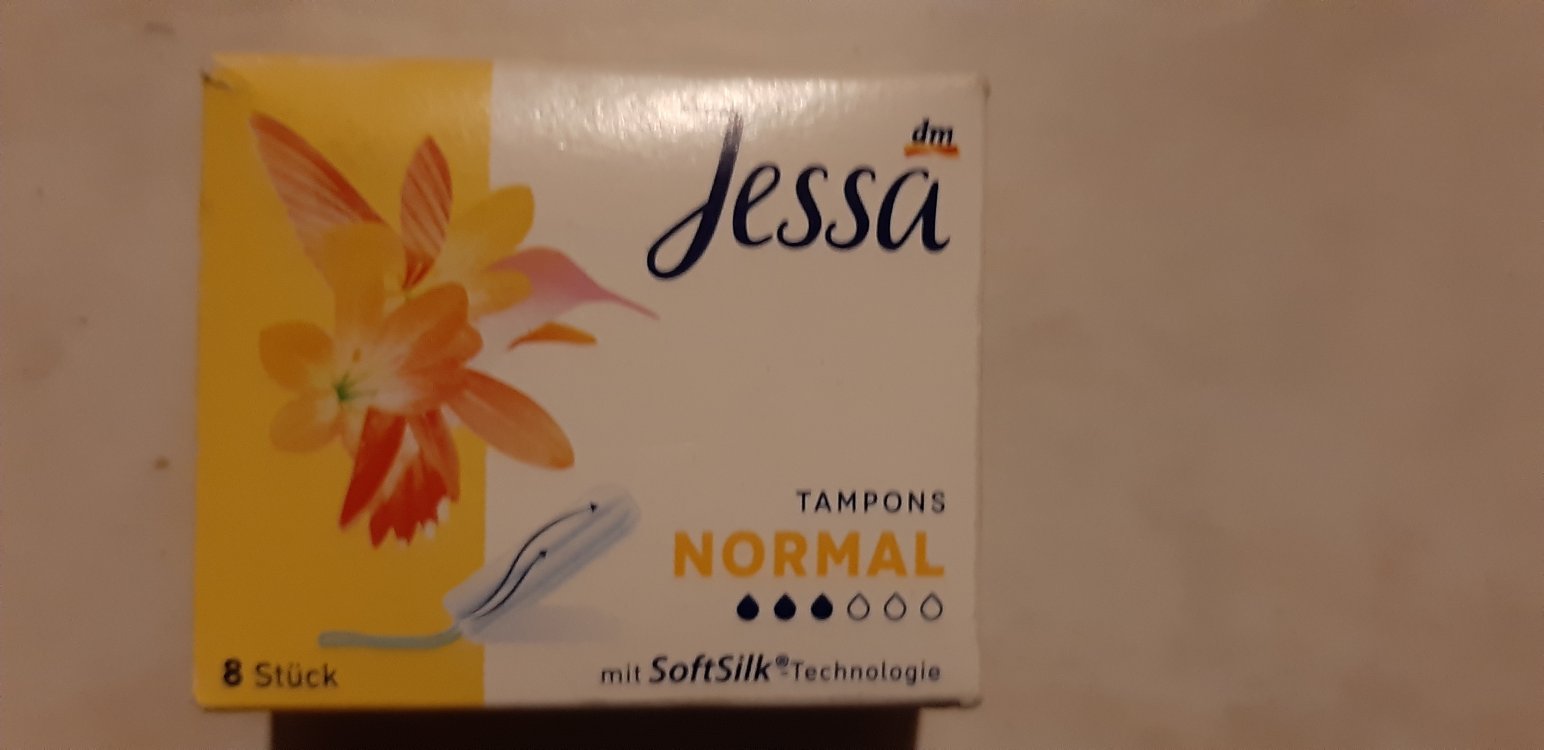 dm
Jessa
TAMPONS
NORMAL
mit SoftSilk®-Technologie
8 Stück